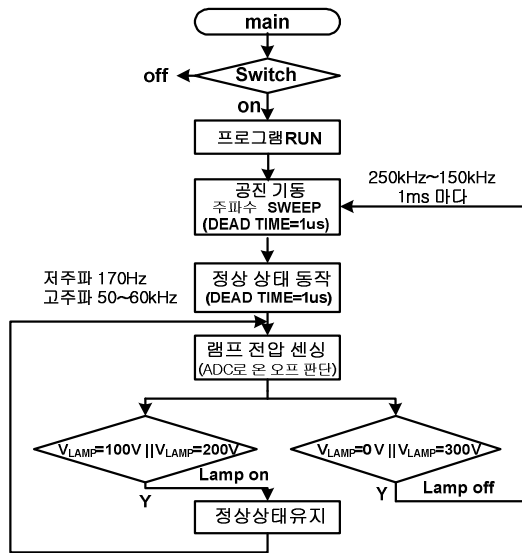 main
off
Switch
on
프로그램RUN
공진 기동
주파수 SWEEP
(DEAD TIME=1us)
250kHz~150kHz
1ms 마다
저주파 170Hz
고주파 50~60kHz
정상 상태 동작
(DEAD TIME=1us)
램프 전압 센싱
(ADC로 온 오프 판단)
VLAMP=100V ||VLAMP=200V
VLAMP=0V ||VLAMP=300V
Lamp on
Y
Y
Lamp off
정상상태유지